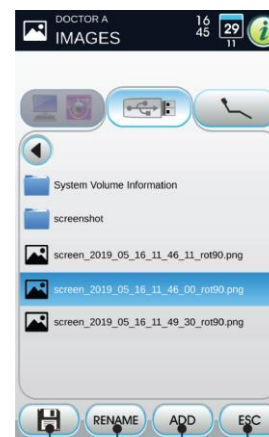 DOCTOR A
IMAGES
16
45
29
11
i
System Volume Information
screenshot
screen_2019_05_16_11_46_11_rot90.png
screen_2019_05_16_11_46_00_rot90.png
screen_2019_05_16_11_49_30_rot90.png
RENAME
ADD
ESC